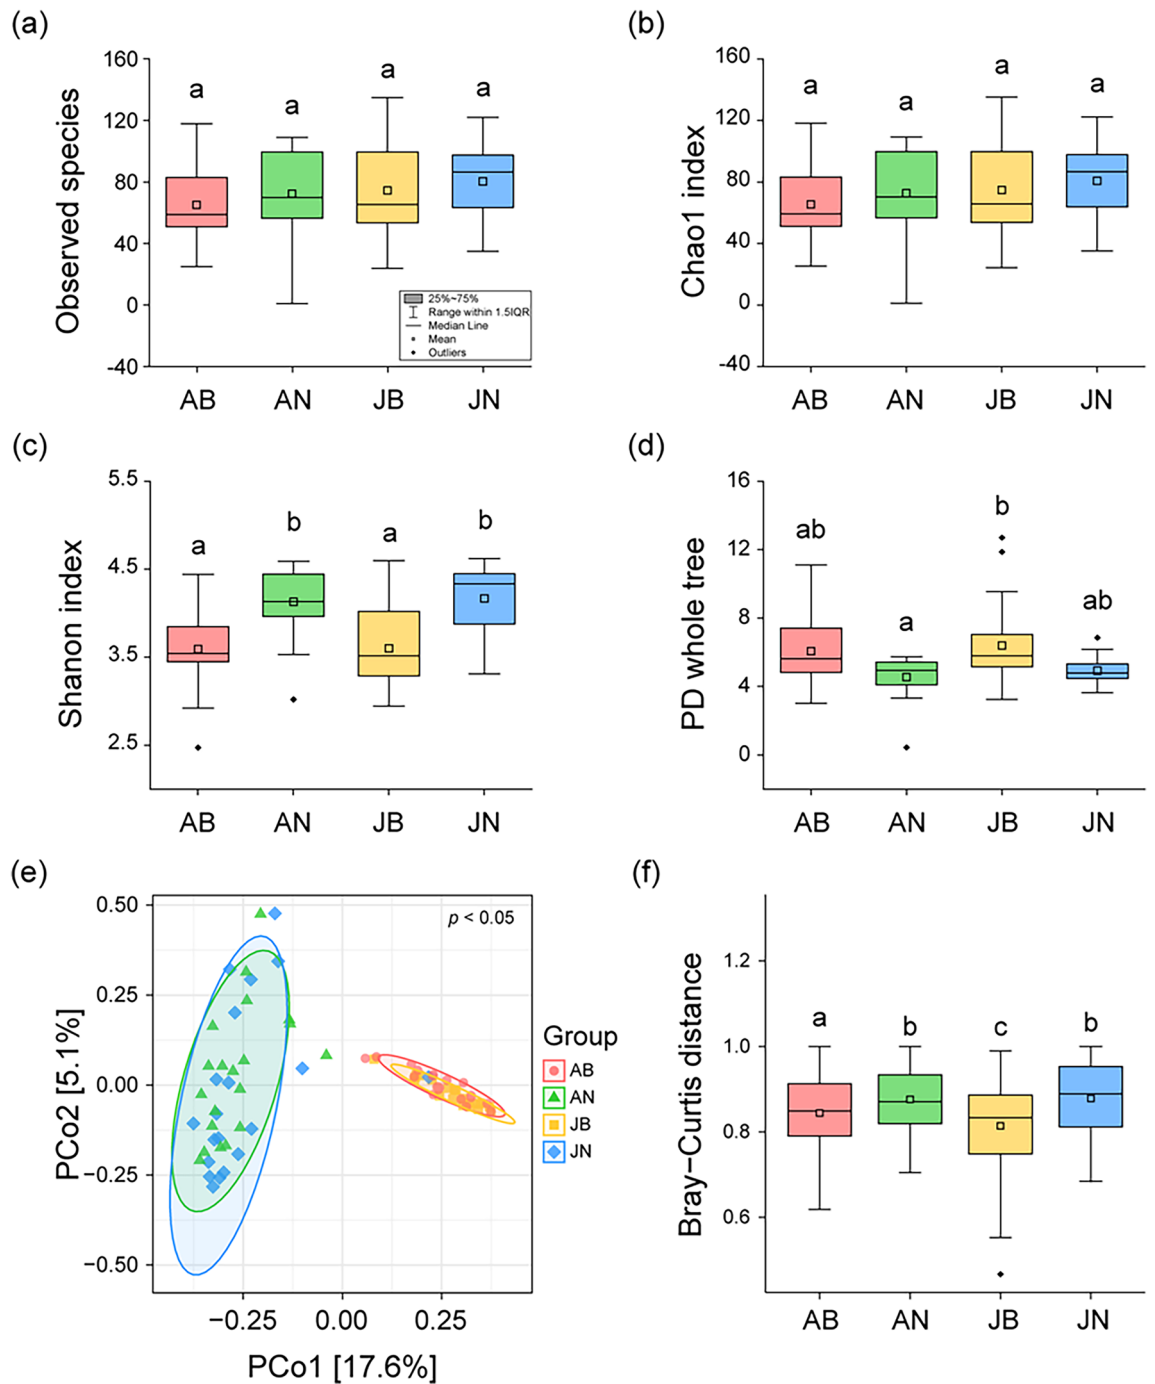 (a)
160
120
80
40
0
-40
Observed species
a
a
a
a
25%~75%
Range within 1.5IQR
Median Line
Mean
Outliers
AB AN JB JN
(b)
160
120
80
40
0
-40
Chao1 index
a
a
a
a
AB AN JB JN
(c)
5.5
4.5
3.5
2.5
Shanon index
a
b
a
b
AB AN JB JN
(d)
16
12
8
4
0
PD whole tree
ab
a
b
ab
AB AN JB JN
(e)
0.50
0.25
0.00
−0.25
−0.50
PCo2 [5.1%]
p < 0.05
−0.25 0.00 0.25
PCo1 [17.6%]
Group
AB
AN
JB
JN
(f)
1.2
1.0
0.8
0.6
Bray−Curtis distance
a
b
c
b
AB AN JB JN